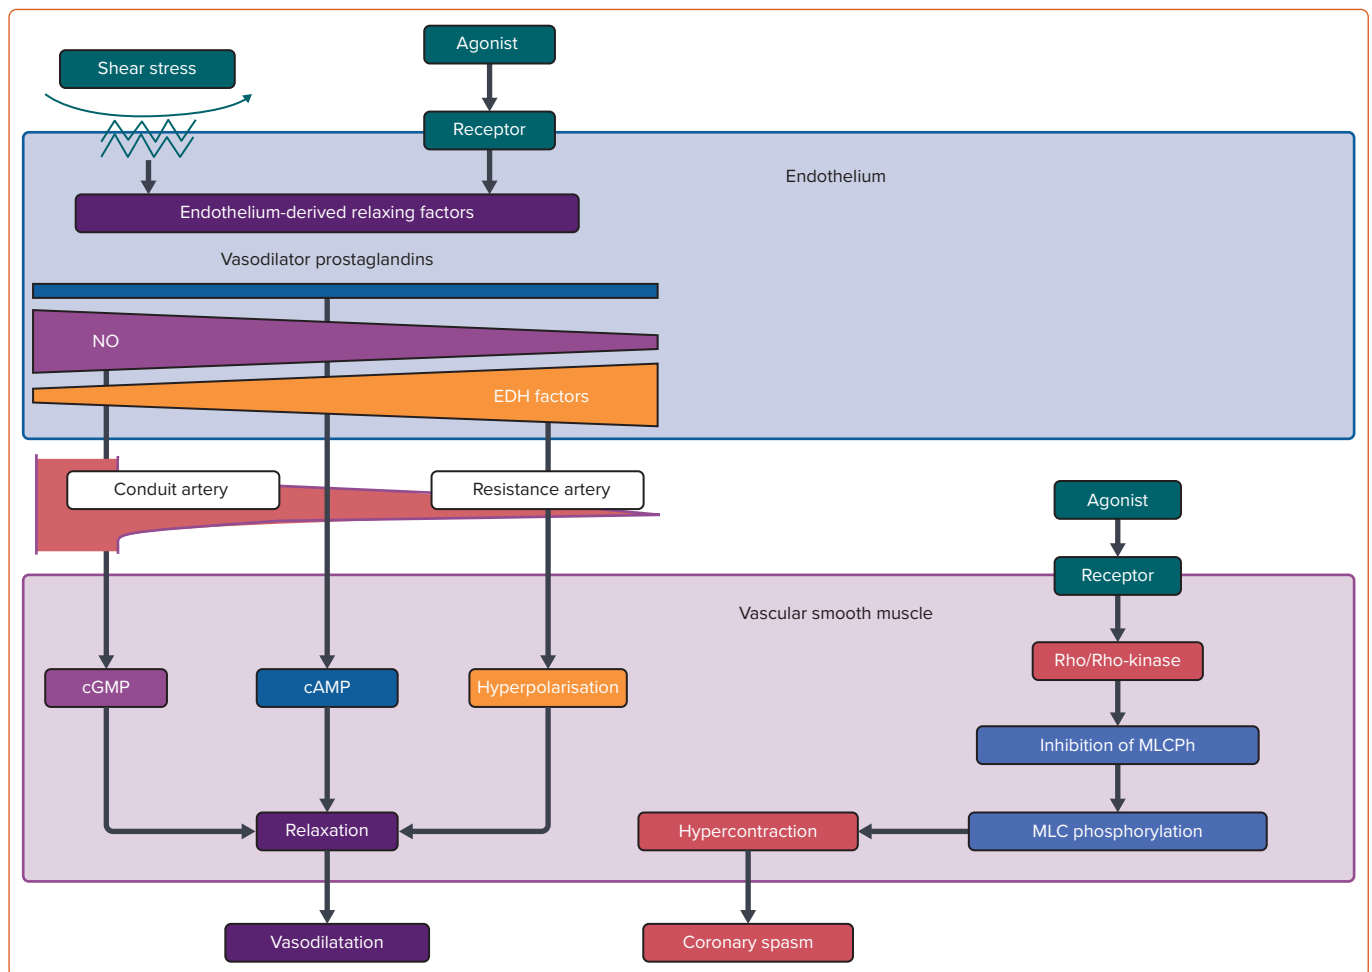 Agonist
Shear stress
Receptor
Endothelium
Endothelium-derived relaxing factors
Vasodilator prostaglandins
NO
EDH factors
Conduit artery
Resistance artery
Agonist
Receptor
Vascular smooth muscle
Rho/Rho-kinase
cGMP
cAMP
Hyperpolarisation
Inhibition of MLCPh
Relaxation
Hypercontraction
MLC phosphorylation
Vasodilatation
Coronary spasm